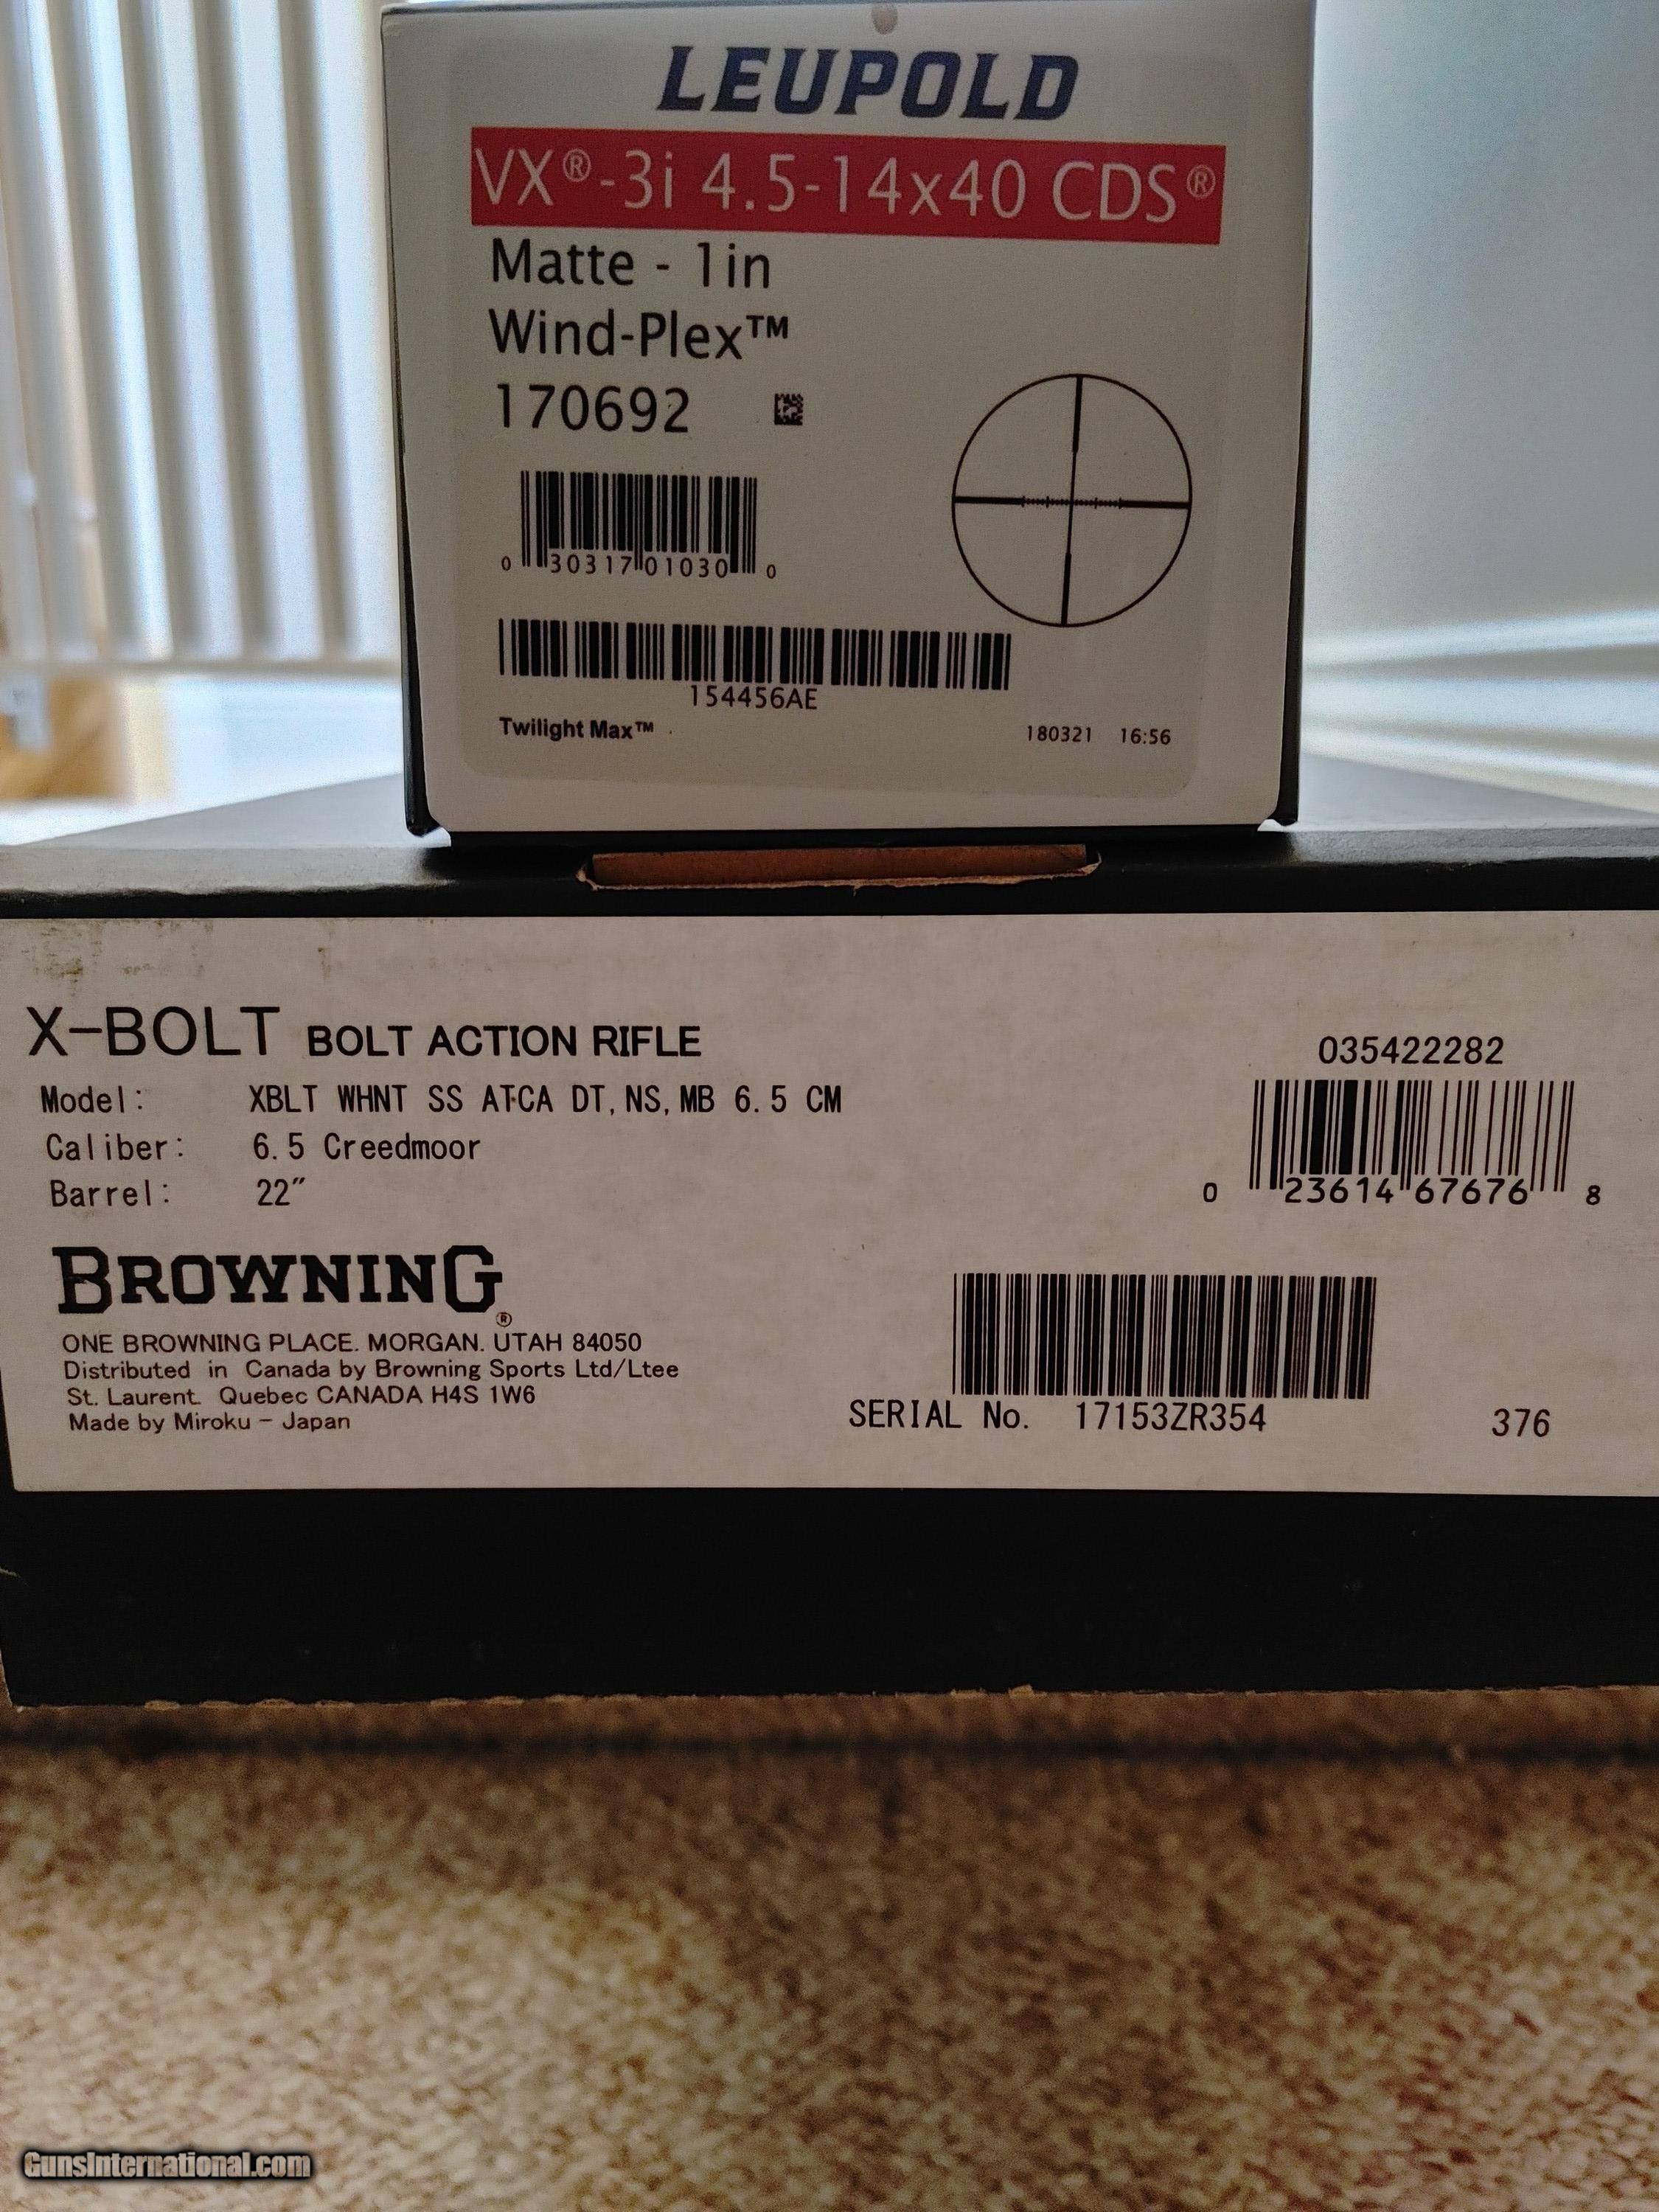 LEUPOLD
VX®-3i 4.5-14x40 CDS®
Matte - 1in
Wind-Plex™
170692
0 30317 01030 0
154456AE
Twilight Max™ 180321 16:56
X-BOLT BOLT ACTION RIFLE
035422282
Model: XBLT WHNT SS ATCA DT,NS,MB 6.5 CM
Caliber: 6.5 Creedmoor
Barrel: 22″
0 23614 67676 8
BROWNING®
ONE BROWNING PLACE. MORGAN. UTAH 84050
Distributed in Canada by Browning Sports Ltd/Ltee
St. Laurent. Quebec CANADA H4S 1W6
Made by Miroku - Japan
SERIAL No. 17153ZR354 376
GunsInternational.com